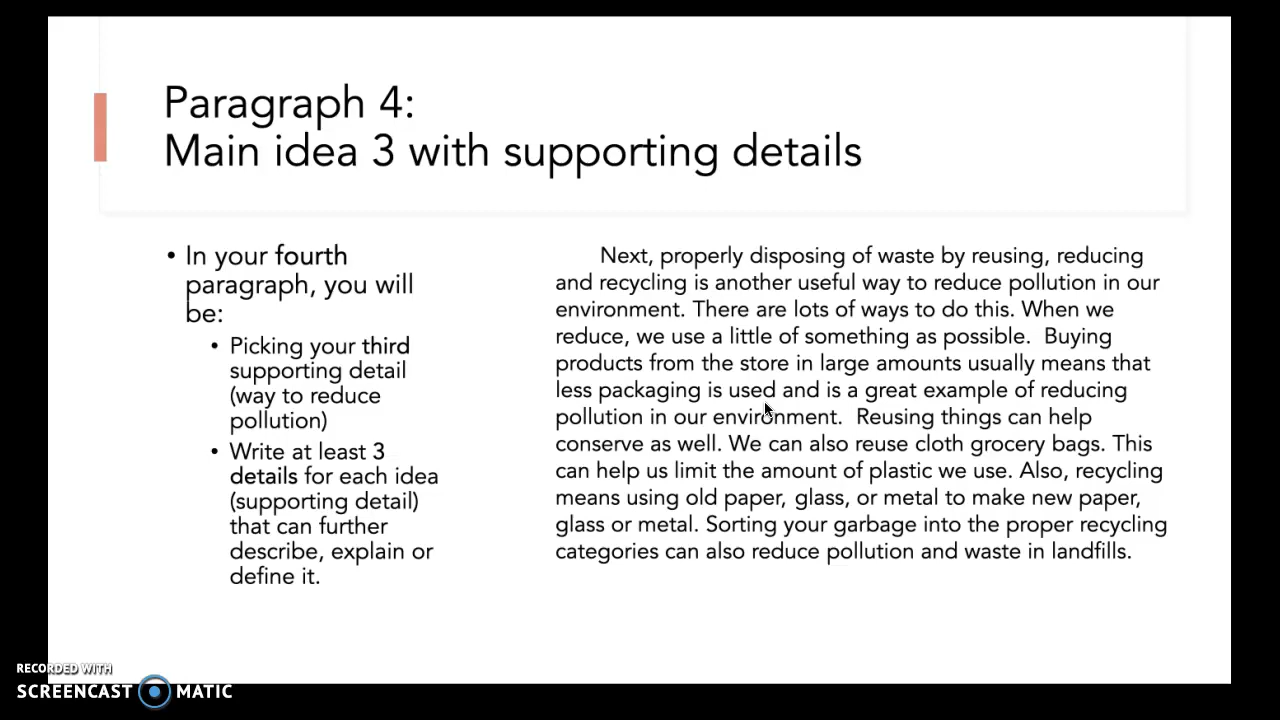 Paragraph 4:
Main idea 3 with supporting details
• In your fourth
paragraph, you will
be:
• Picking your third
supporting detail
(way to reduce
pollution)
• Write at least 3
details for each idea
(supporting detail)
that can further
describe, explain or
define it.
Next, properly disposing of waste by reusing, reducing
and recycling is another useful way to reduce pollution in our
environment. There are lots of ways to do this. When we
reduce, we use a little of something as possible.  Buying
products from the store in large amounts usually means that
less packaging is used and is a great example of reducing
pollution in our environment.  Reusing things can help
conserve as well. We can also reuse cloth grocery bags. This
can help us limit the amount of plastic we use. Also, recycling
means using old paper, glass, or metal to make new paper,
glass or metal. Sorting your garbage into the proper recycling
categories can also reduce pollution and waste in landfills.
RECORDED WITH
SCREENCAST MATIC